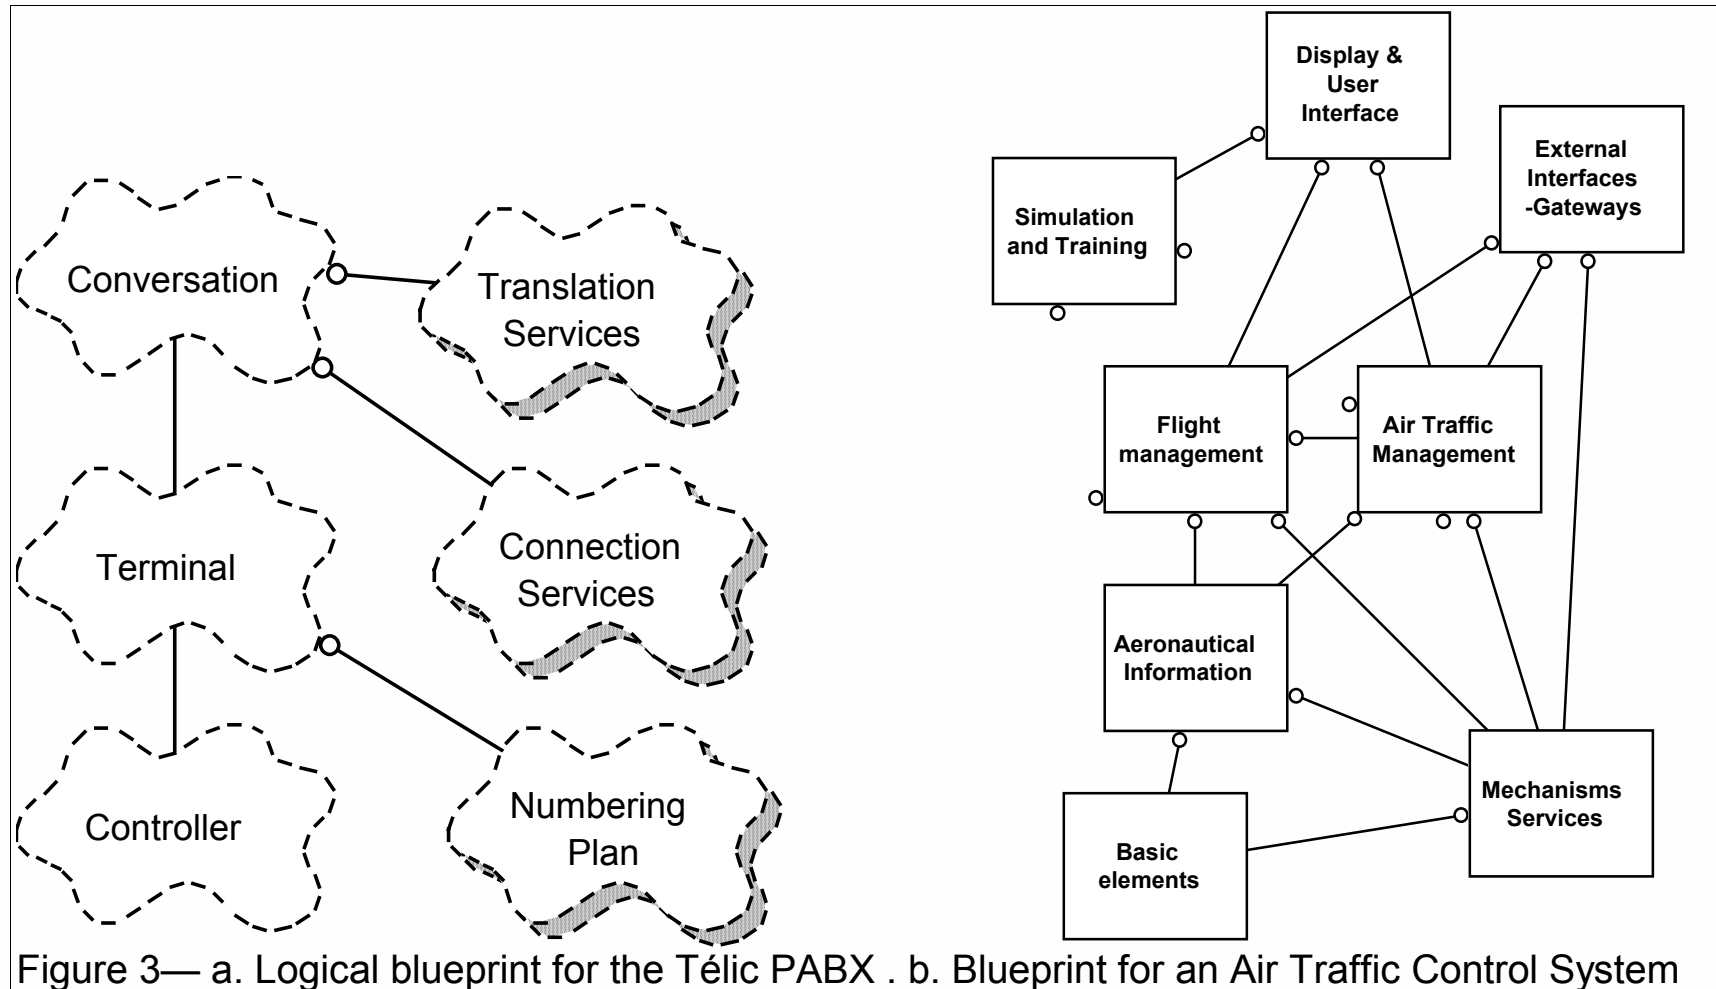 Conversation
Translation
Services
Terminal
Connection
Services
Controller
Numbering
Plan
Display &
User
Interface
External
Interfaces
-Gateways
Simulation
and Training
Flight
management
Air Traffic
Management
Aeronautical
Information
Mechanisms
Services
Basic
elements
Figure 3— a. Logical blueprint for the Télic PABX . b. Blueprint for an Air Traffic Control System